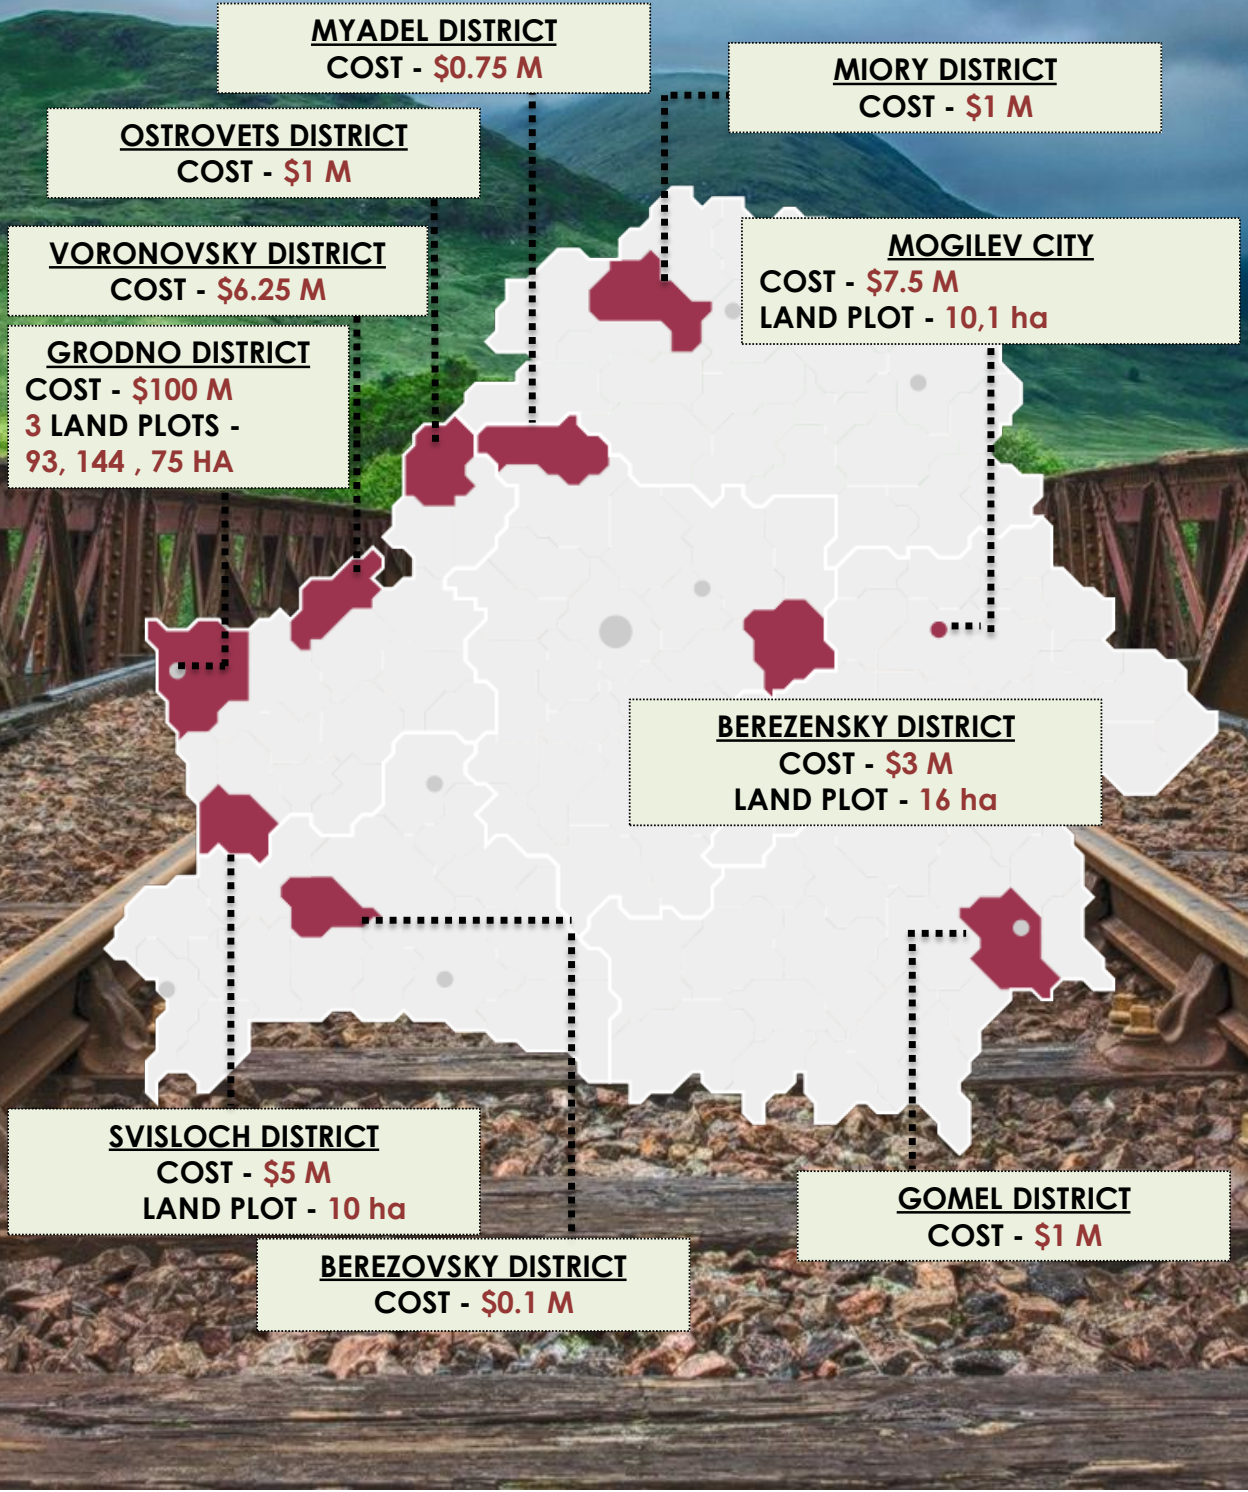 MYADEL DISTRICT
COST - $0.75 M
MIORY DISTRICT
COST - $1 M
OSTROVETS DISTRICT
COST - $1 M
VORONOVSKY DISTRICT
COST - $6.25 M
MOGILEV CITY
COST - $7.5 M
LAND PLOT - 10,1 ha
GRODNO DISTRICT
COST - $100 M
3 LAND PLOTS -
93, 144 , 75 HA
BEREZENSKY DISTRICT
COST - $3 M
LAND PLOT - 16 ha
SVISLOCH DISTRICT
COST - $5 M
LAND PLOT - 10 ha
GOMEL DISTRICT
COST - $1 M
BEREZOVSKY DISTRICT
COST - $0.1 M